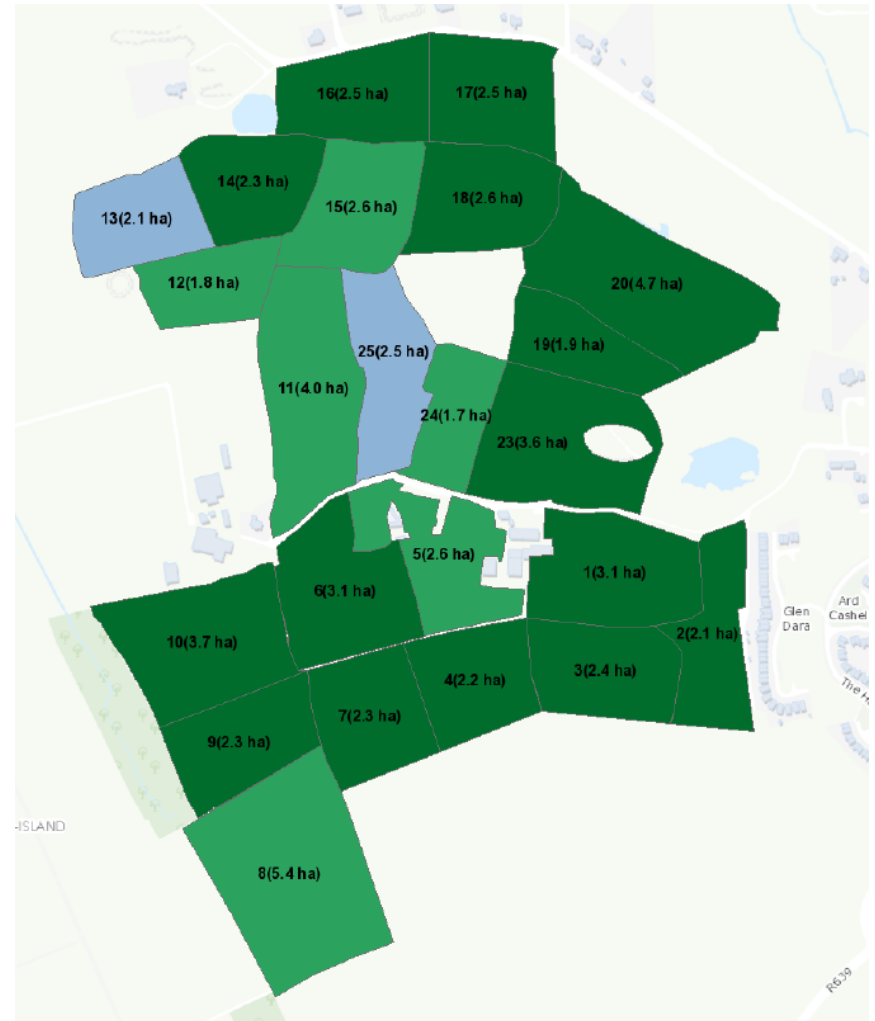 16(2.5 ha)
17(2.5 ha)
14(2.3 ha)
15(2.6 ha)
18(2.6 ha)
13(2.1 ha)
12(1.8 ha)
20(4.7 ha)
19(1.9 ha)
25(2.5 ha)
11(4.0 ha)
24(1.7 ha)
23(3.6 ha)
5(2.6 ha)
1(3.1 ha)
6(3.1 ha)
Glen
Dara
Ard
Cashel
2(2.1 ha)
10(3.7 ha)
4(2.2 ha)
3(2.4 ha)
The
7(2.3 ha)
9(2.3 ha)
-ISLAND
8(5.4 ha)
R639